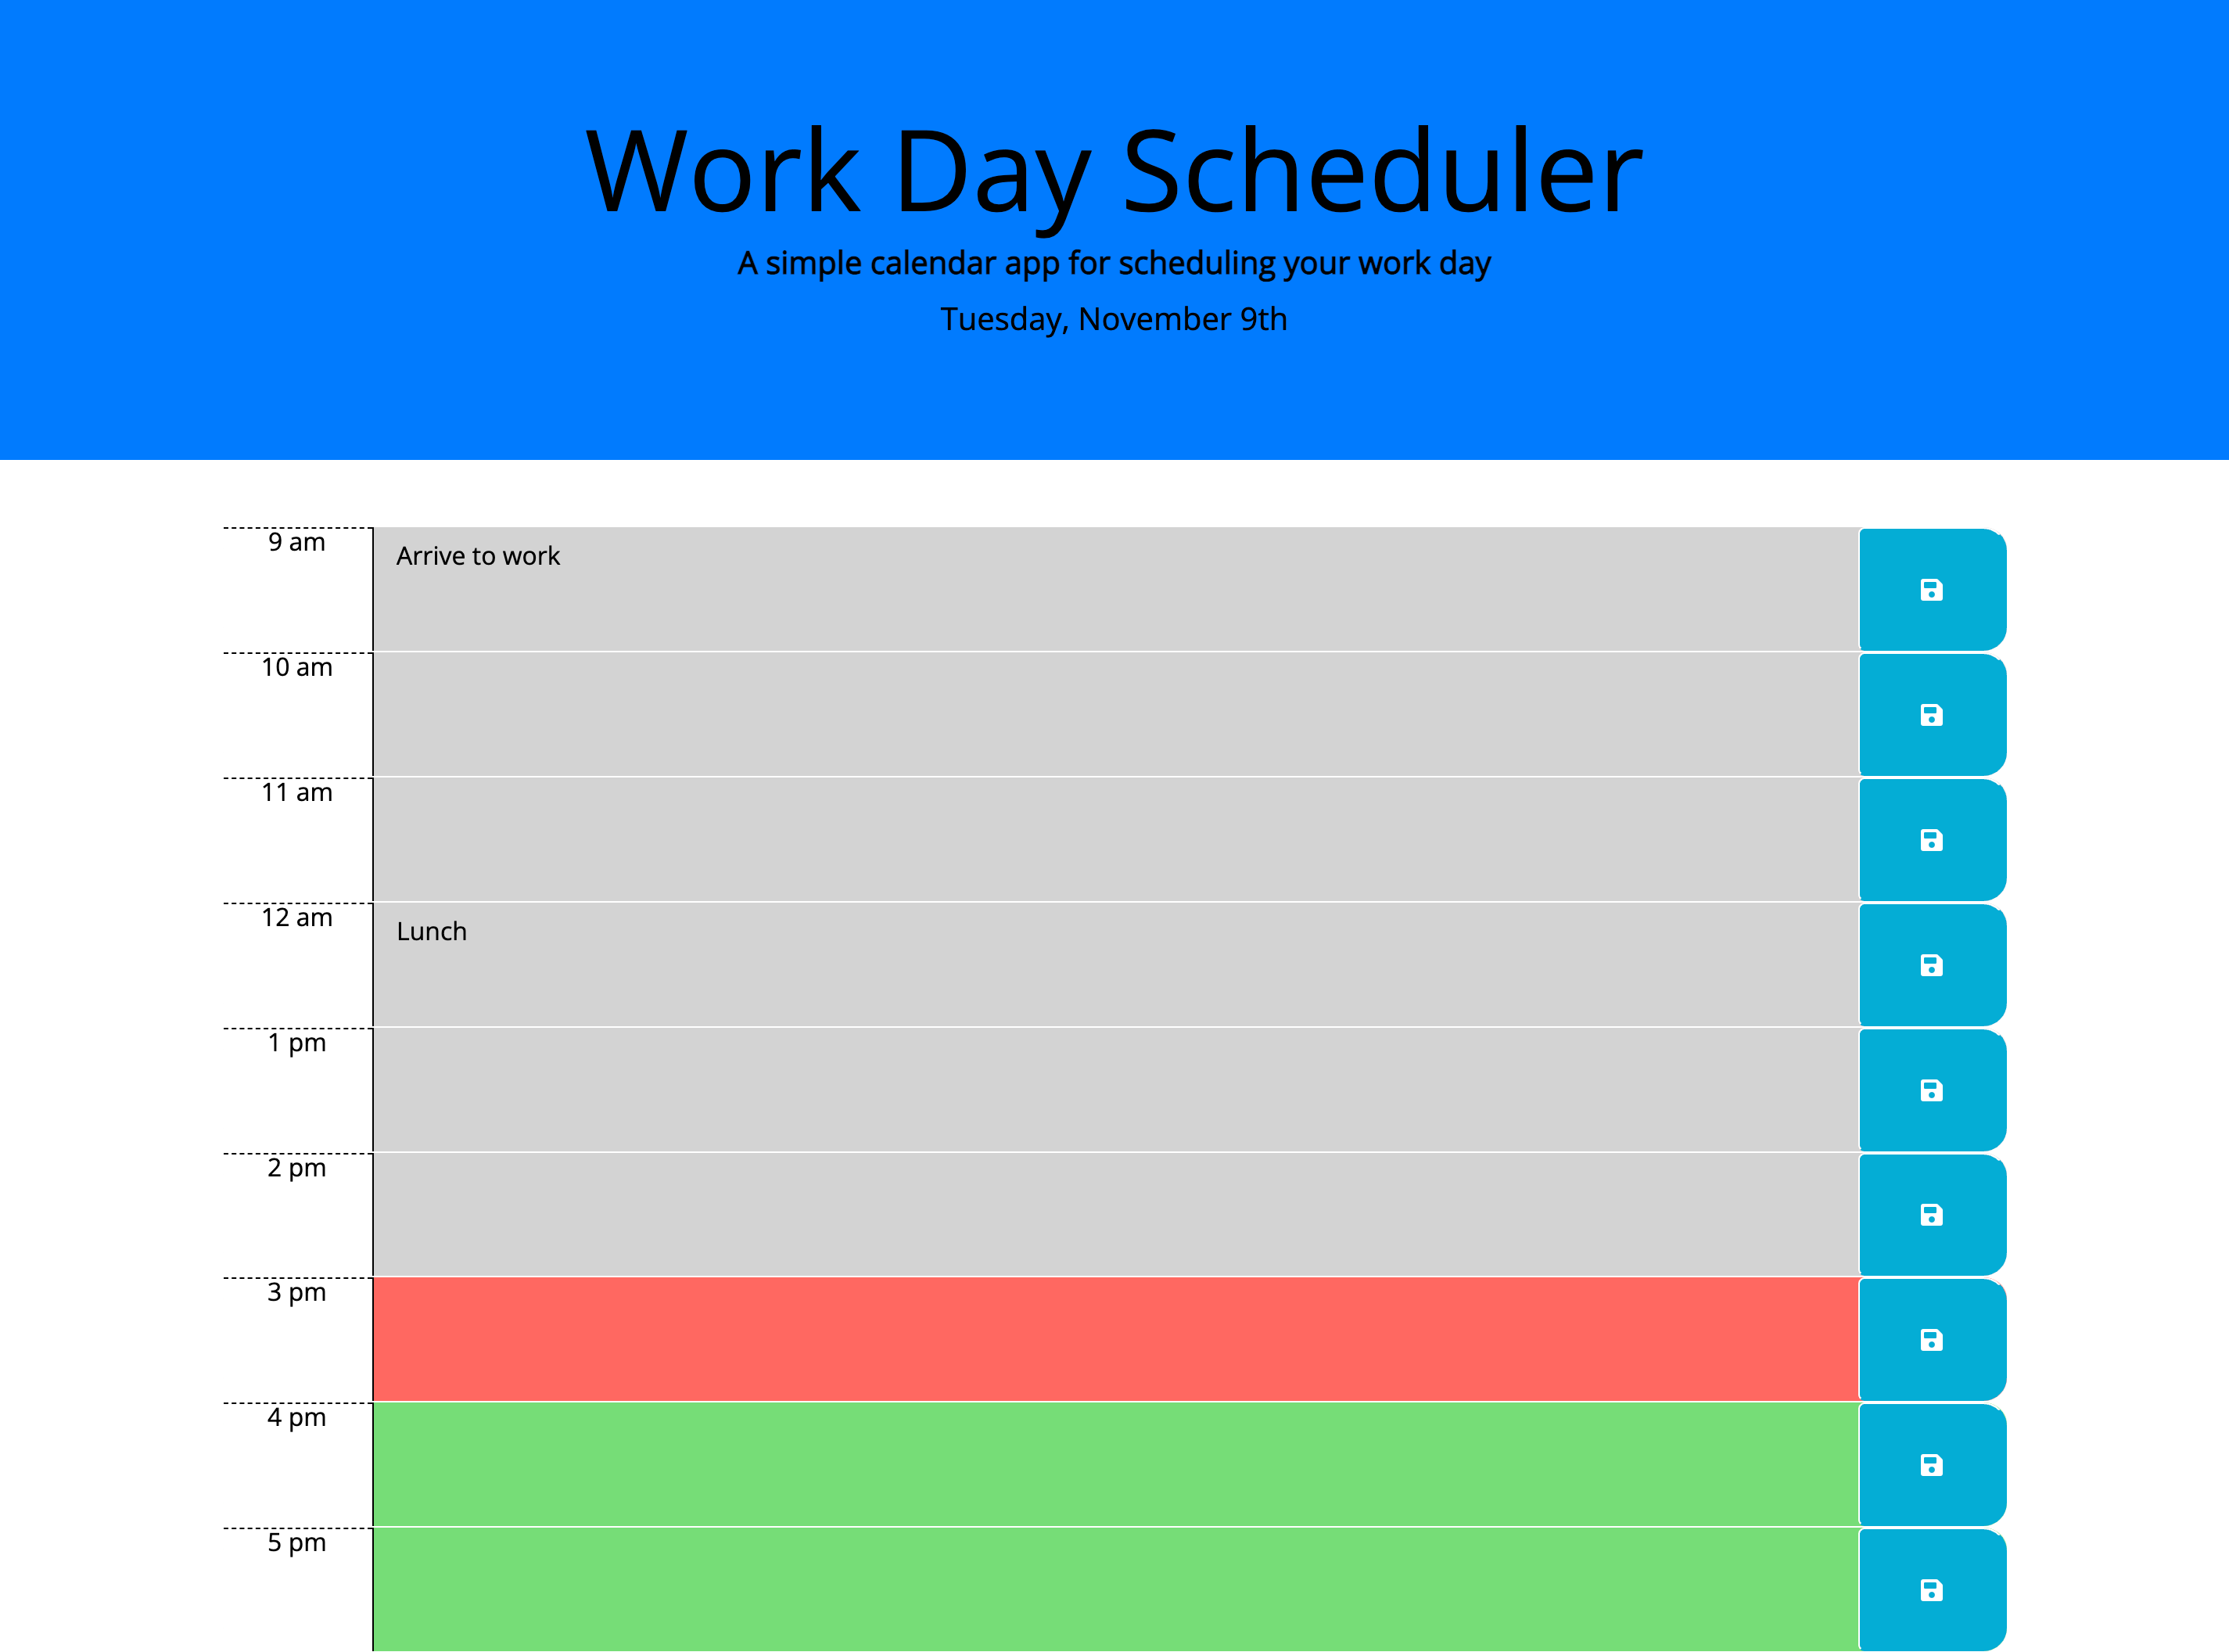 Work Day Scheduler
A simple calendar app for scheduling your work day
Tuesday, November 9th
9 am
Arrive to work
10 am
11 am
12 am
Lunch
1 pm
2 pm
3 pm
4 pm
5 pm